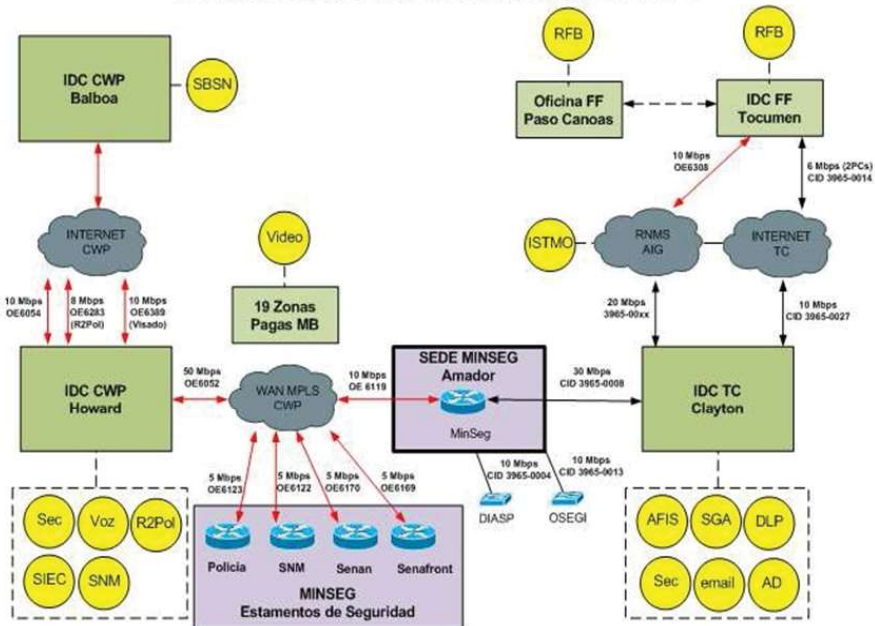 RFB
RFB
IDC CWP
Balboa
SBSN
Oficina FF
Paso Canoas
IDC FF
Tocumen
10 Mbps
OE6308
6 Mbps (2PCs)
CID 3965-0014
INTERNET
CWP
Video
ISTMO
RNMS
AIG
INTERNET
TC
10 Mbps
OE6054
8 Mbps
OE6283
(R2Pol)
10 Mbps
OE6389
(Visado)
19 Zonas
Pagas MB
20 Mbps
3965-00xx
10 Mbps
CID 3965-0027
IDC CWP
Howard
50 Mbps
OE6052
WAN MPLS
CWP
10 Mbps
OE 6119
SEDE MINSEG
Amador
MinSeg
30 Mbps
CID 3965-0008
IDC TC
Clayton
5 Mbps
OE6123
5 Mbps
OE6122
5 Mbps
OE6170
5 Mbps
OE6169
10 Mbps
CID 3965-0004
10 Mbps
CID 3965-0013
DIASP
OSEGI
Sec
Voz
R2Pol
SIEC
SNM
Policía
SNM
Senan
Senafront
MINSEG
Estamentos de Seguridad
AFIS
SGA
DLP
Sec
email
AD